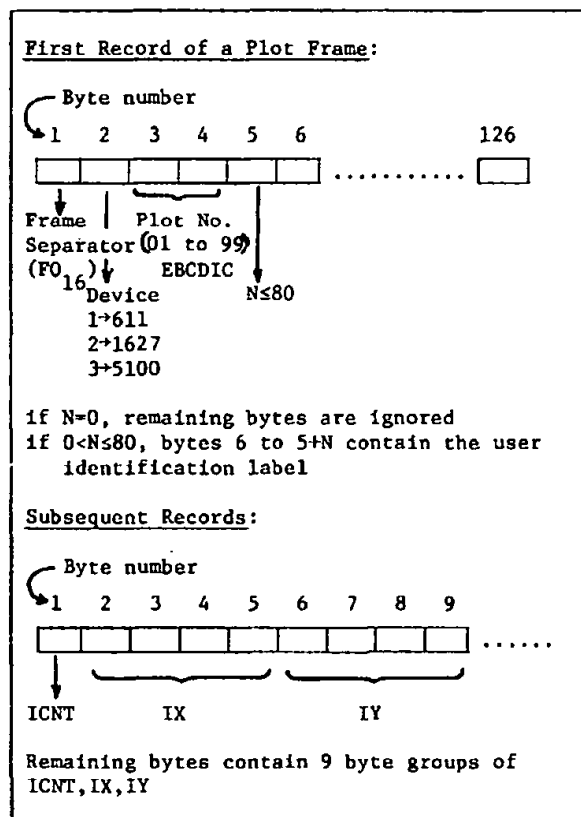 First Record of a Plot Frame:
Byte number
1 2 3 4 5 6 126
............
Frame Plot No.
Separator (01 to 99)
(F0₁₆) EBCDIC
Device N≤80
1→611
2→1627
3→5100
if N=0, remaining bytes are ignored
if 0<N≤80, bytes 6 to 5+N contain the user
identification label
Subsequent Records:
Byte number
1 2 3 4 5 6 7 8 9
......
ICNT IX IY
Remaining bytes contain 9 byte groups of
ICNT,IX,IY